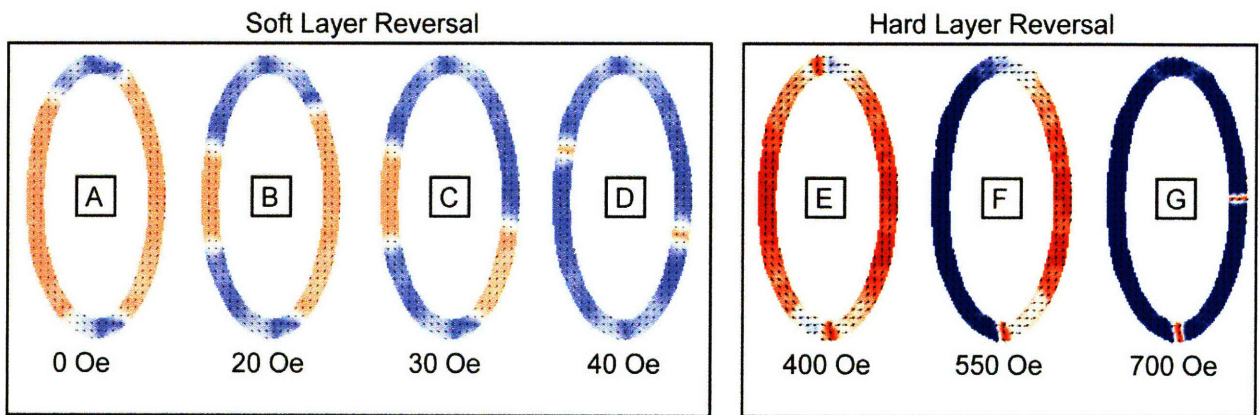 Soft Layer Reversal
Hard Layer Reversal
A
B
C
D
E
F
G
0 Oe
20 Oe
30 Oe
40 Oe
400 Oe
550 Oe
700 Oe